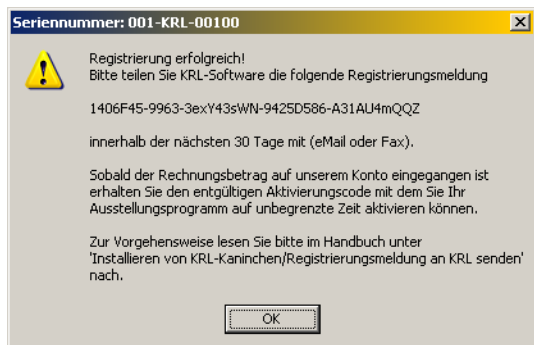 Seriennummer: 001-KRL-00100
Registrierung erfolgreich!
Bitte teilen Sie KRL-Software die folgende Registrierungsmeldung
1406F45-9963-3exY43sWN-9425D586-A31AU4mQQZ
innerhalb der nächsten 30 Tage mit (eMail oder Fax).
Sobald der Rechnungsbetrag auf unserem Konto eingegangen ist
erhalten Sie den entgültigen Aktivierungscode mit dem Sie Ihr
Ausstellungsprogramm auf unbegrenzte Zeit aktivieren können.
Zur Vorgehensweise lesen Sie bitte im Handbuch unter
'Installieren von KRL-Kaninchen/Registrierungsmeldung an KRL senden'
nach.
OK